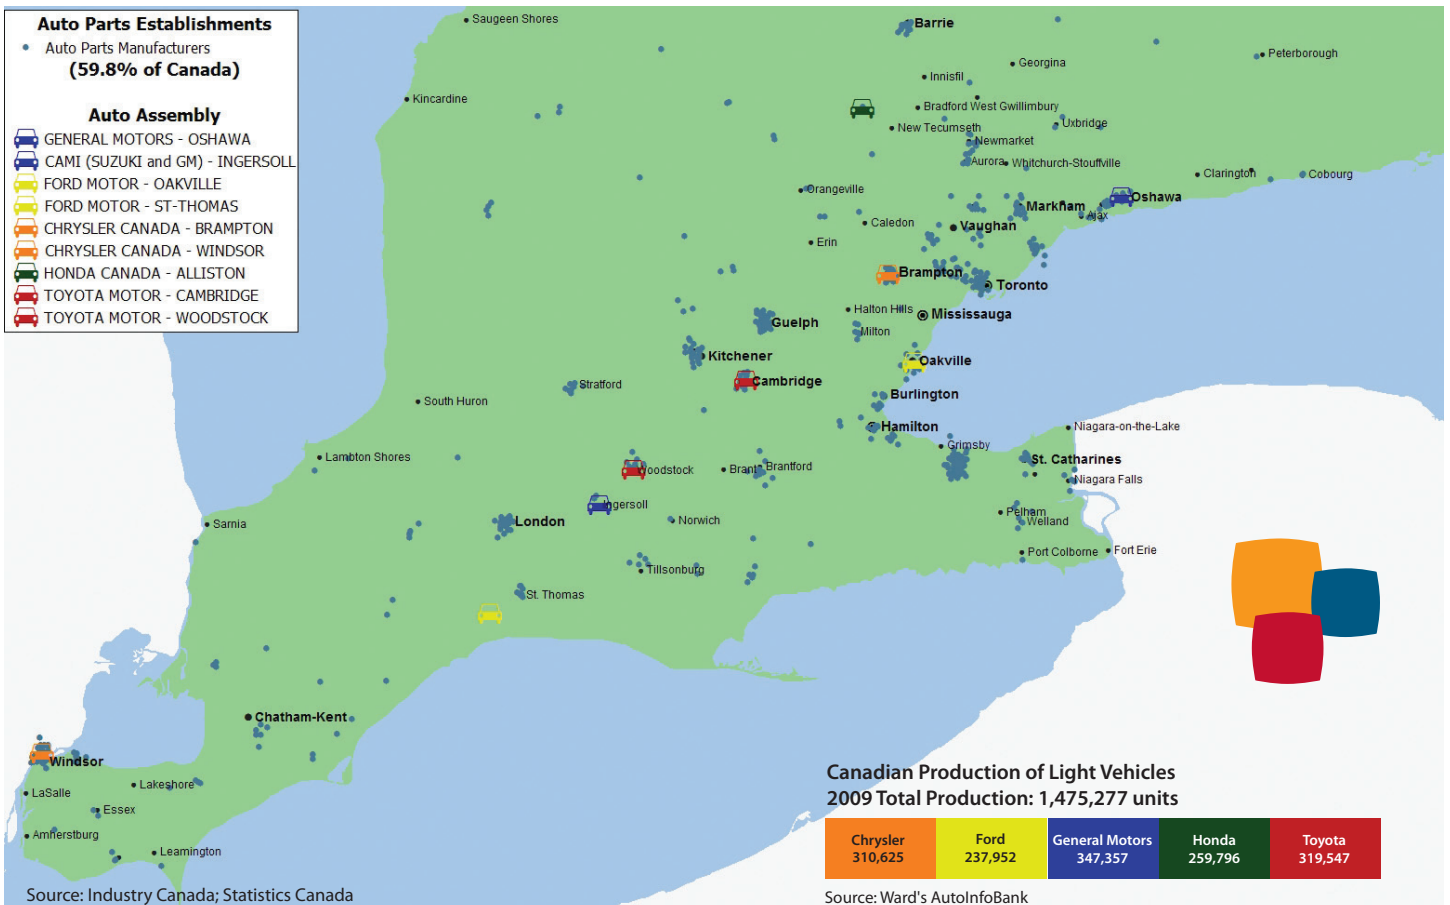 Auto Parts Establishments
Auto Parts Manufacturers
(59.8% of Canada)
Auto Assembly
GENERAL MOTORS - OSHAWA
CAMI (SUZUKI and GM) - INGERSOLL
FORD MOTOR - OAKVILLE
FORD MOTOR - ST-THOMAS
CHRYSLER CANADA - BRAMPTON
CHRYSLER CANADA - WINDSOR
HONDA CANADA - ALLISTON
TOYOTA MOTOR - CAMBRIDGE
TOYOTA MOTOR - WOODSTOCK
Saugeen Shores
Barrie
Peterborough
Georgina
Innisfil
Kincardine
Bradford West Gwillimbury
New Tecumseth
Uxbridge
Newmarket
Aurora
Whitchurch-Stouffville
Clarington
Cobourg
Orangeville
Oshawa
Markham
Ajax
Caledon
Vaughan
Erin
Brampton
Toronto
Halton Hills
Mississauga
Guelph
Milton
Kitchener
Oakville
Cambridge
Stratford
Burlington
South Huron
Hamilton
Niagara-on-the-Lake
Grimsby
Lambton Shores
St. Catharines
Woodstock
Brant
Brantford
Niagara Falls
Ingersoll
Pelham
London
Norwich
Welland
Sarnia
Port Colborne
Fort Erie
Tillsonburg
St. Thomas
Chatham-Kent
Windsor
Lakeshore
LaSalle
Essex
Amherstburg
Leamington
Source: Industry Canada; Statistics Canada
Canadian Production of Light Vehicles
2009 Total Production: 1,475,277 units
Chrysler
310,625
Ford
237,952
General Motors
347,357
Honda
259,796
Toyota
319,547
Source: Ward's AutoInfoBank